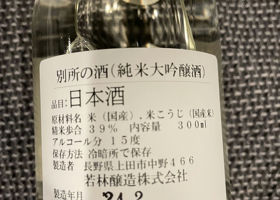 別所の酒(純米大吟醸酒)
品目:日本酒
原材料名 米(国産)、米こうじ(国産米)
精米歩合 39% 内容量 300ml
アルコール分 15度
保存方法 冷暗所で保存
製造者 長野県上田市中野466
若林醸造株式会社
製造年月